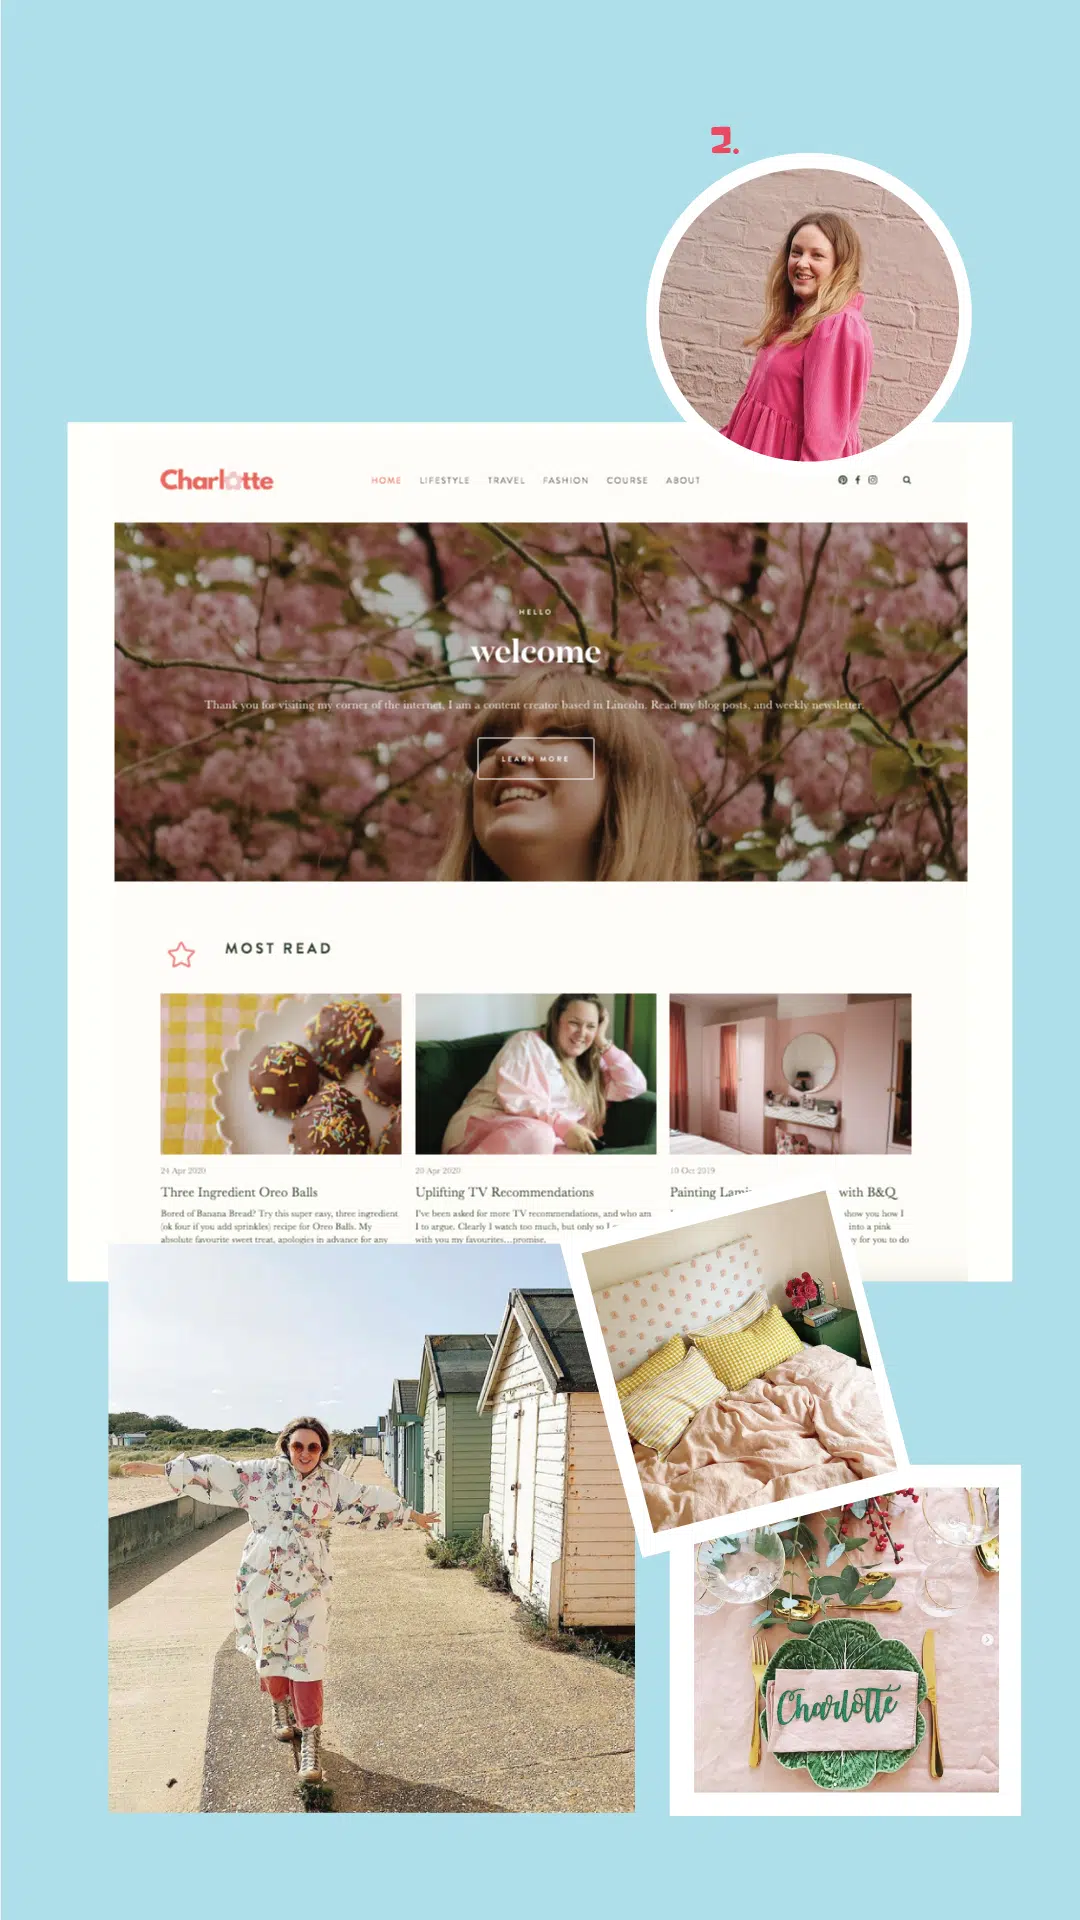 2.
Charlotte
HOME LIFESTYLE TRAVEL FASHION COURSE ABOUT
HELLO
welcome
Thank you for visiting my corner of the internet, I am a content creator based in Lincoln. Read my blog posts, and weekly newsletter.
LEARN MORE
MOST READ
24 Apr 2020
Three Ingredient Oreo Balls
Bored of Banana Bread? Try this super easy, three ingredient
(ok four if you add sprinkles) recipe for Oreo Balls. My
absolute favourite sweet treat, apologies in advance for any
20 Apr 2020
Uplifting TV Recommendations
I've been asked for more TV recommendations, and who am
I to argue. Clearly I watch too much, but only so I
with you my favourites...promise.
10 Oct 2019
Painting with B&Q
show you how I
into a pink
for you to do
Charlotte